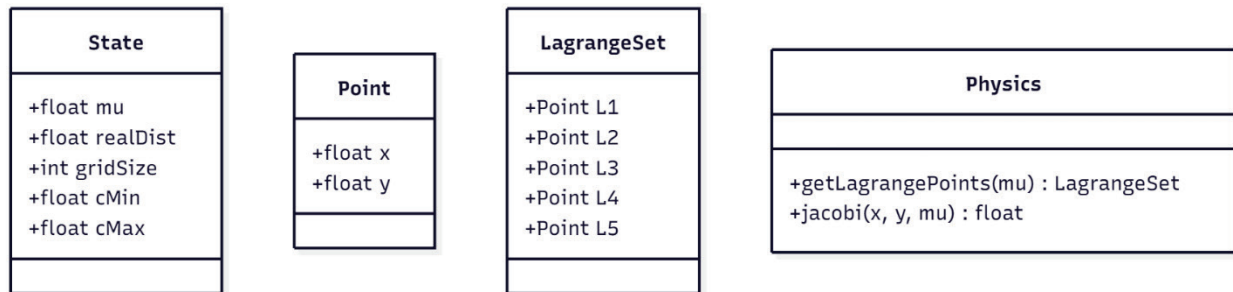 State
+float mu
+float realDist
+int gridSize
+float cMin
+float cMax
Point
+float x
+float y
LagrangeSet
+Point L1
+Point L2
+Point L3
+Point L4
+Point L5
Physics
+getLagrangePoints(mu) : LagrangeSet
+jacobi(x, y, mu) : float